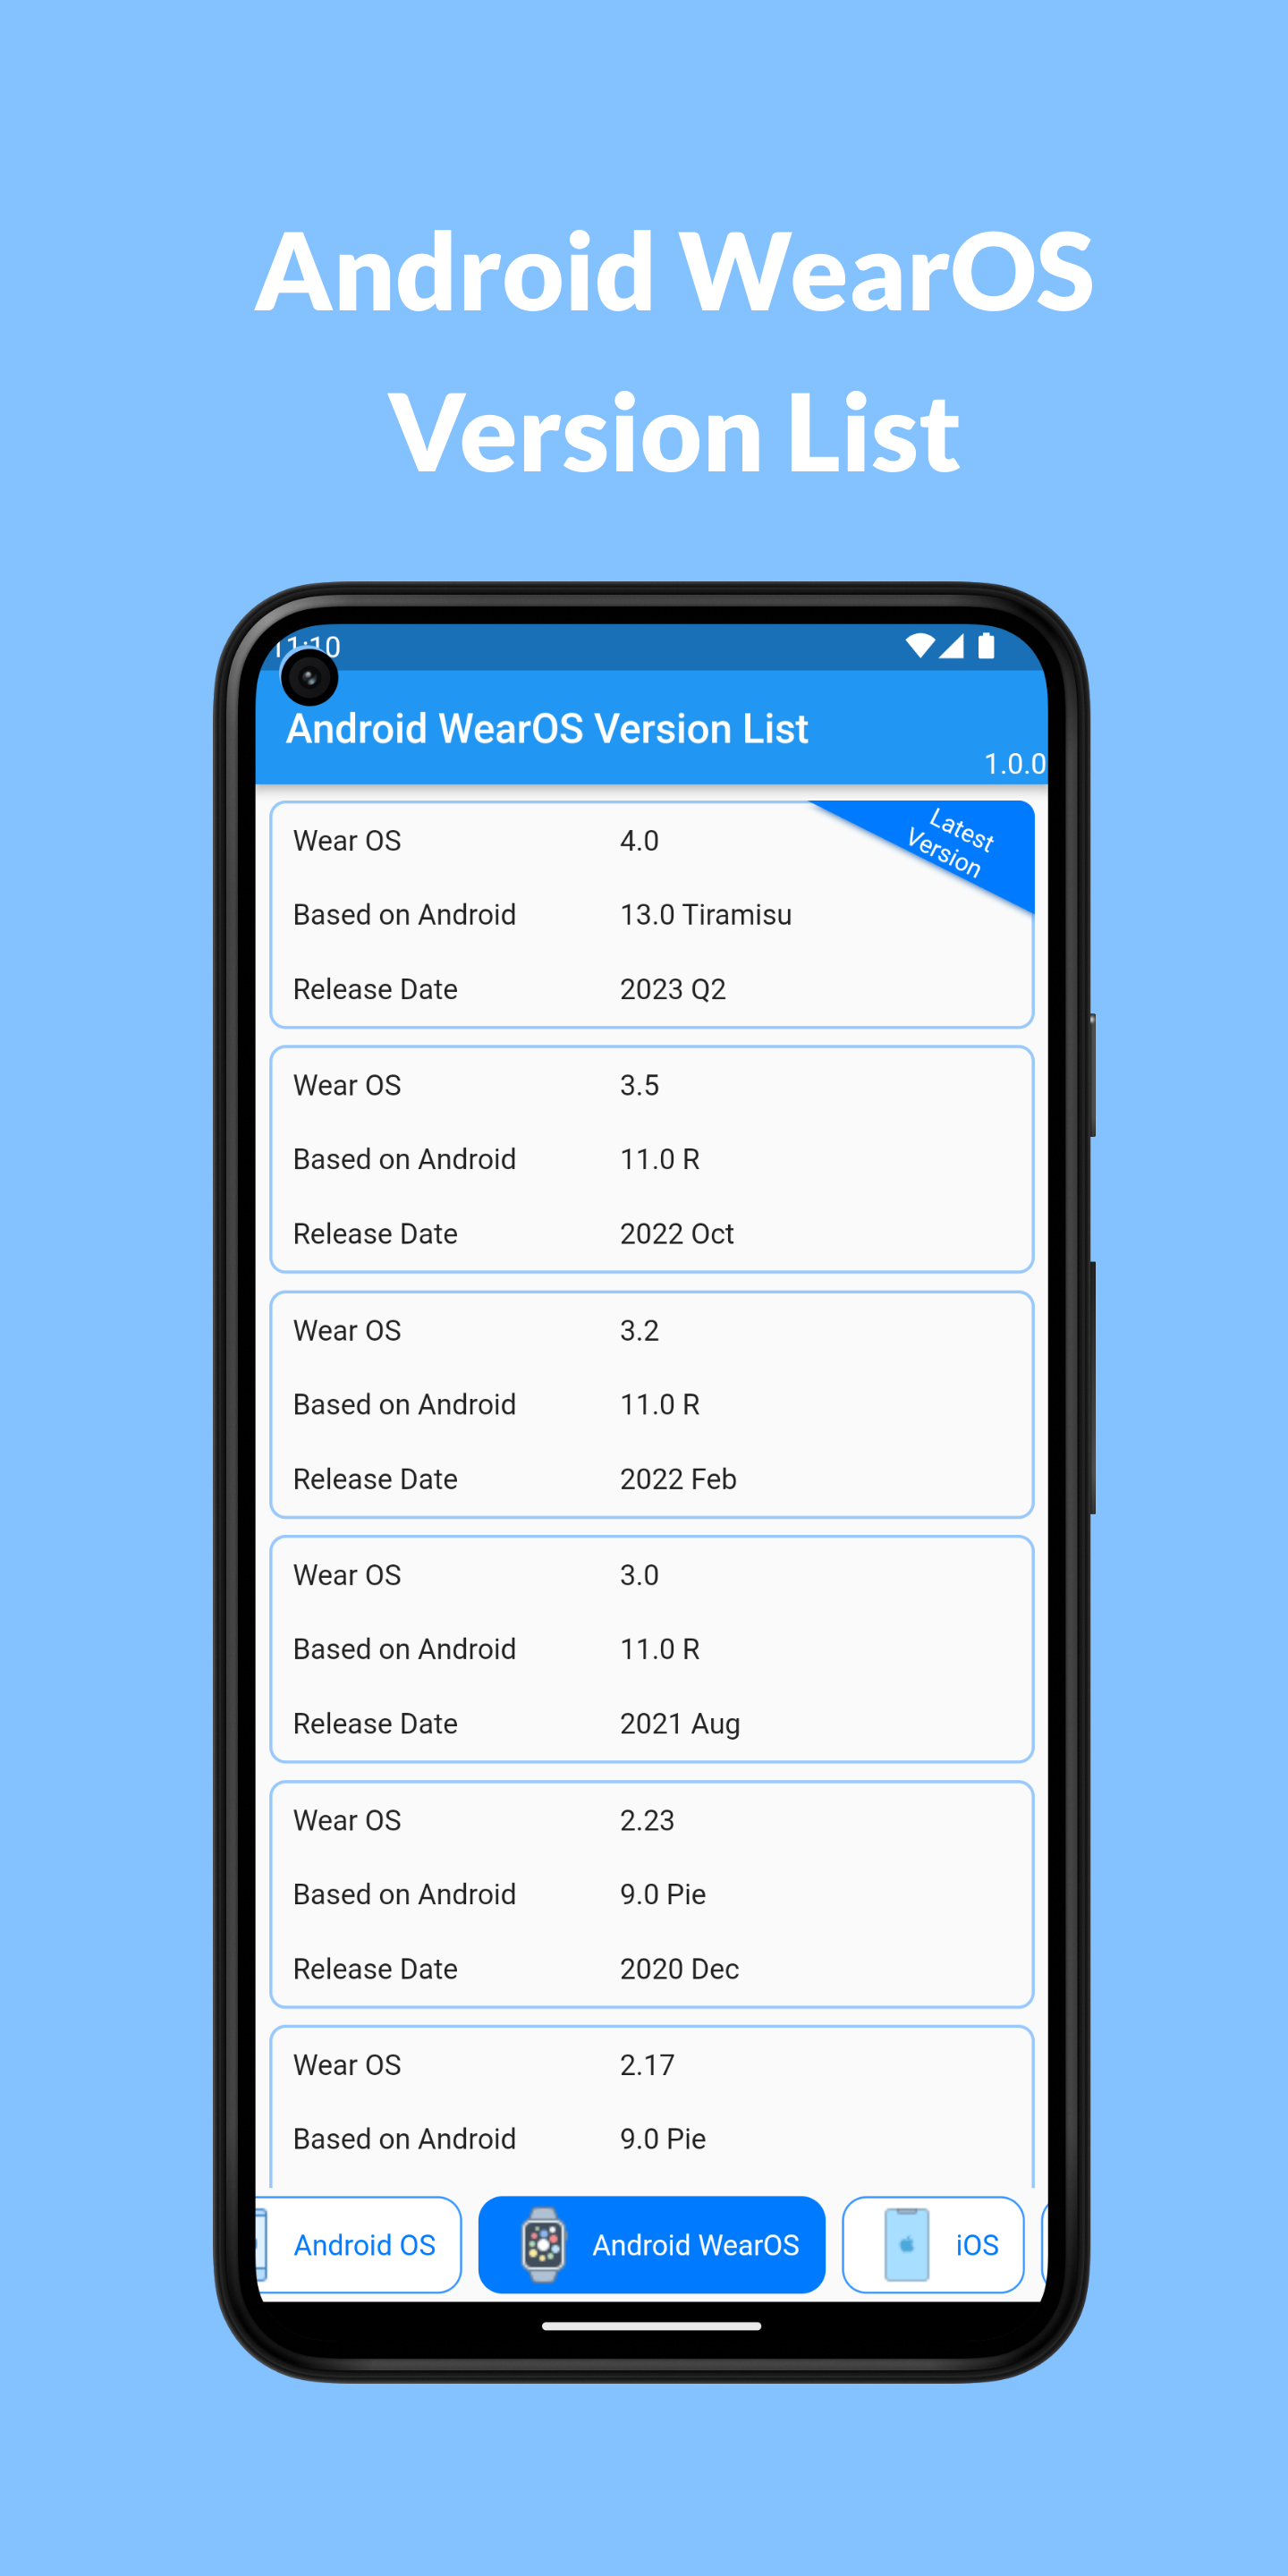 Android WearOS
Version List
11:10
Android WearOS Version List
1.0.0
Latest
Version
Wear OS 4.0
Based on Android 13.0 Tiramisu
Release Date 2023 Q2
Wear OS 3.5
Based on Android 11.0 R
Release Date 2022 Oct
Wear OS 3.2
Based on Android 11.0 R
Release Date 2022 Feb
Wear OS 3.0
Based on Android 11.0 R
Release Date 2021 Aug
Wear OS 2.23
Based on Android 9.0 Pie
Release Date 2020 Dec
Wear OS 2.17
Based on Android 9.0 Pie
Android OS
Android WearOS
iOS